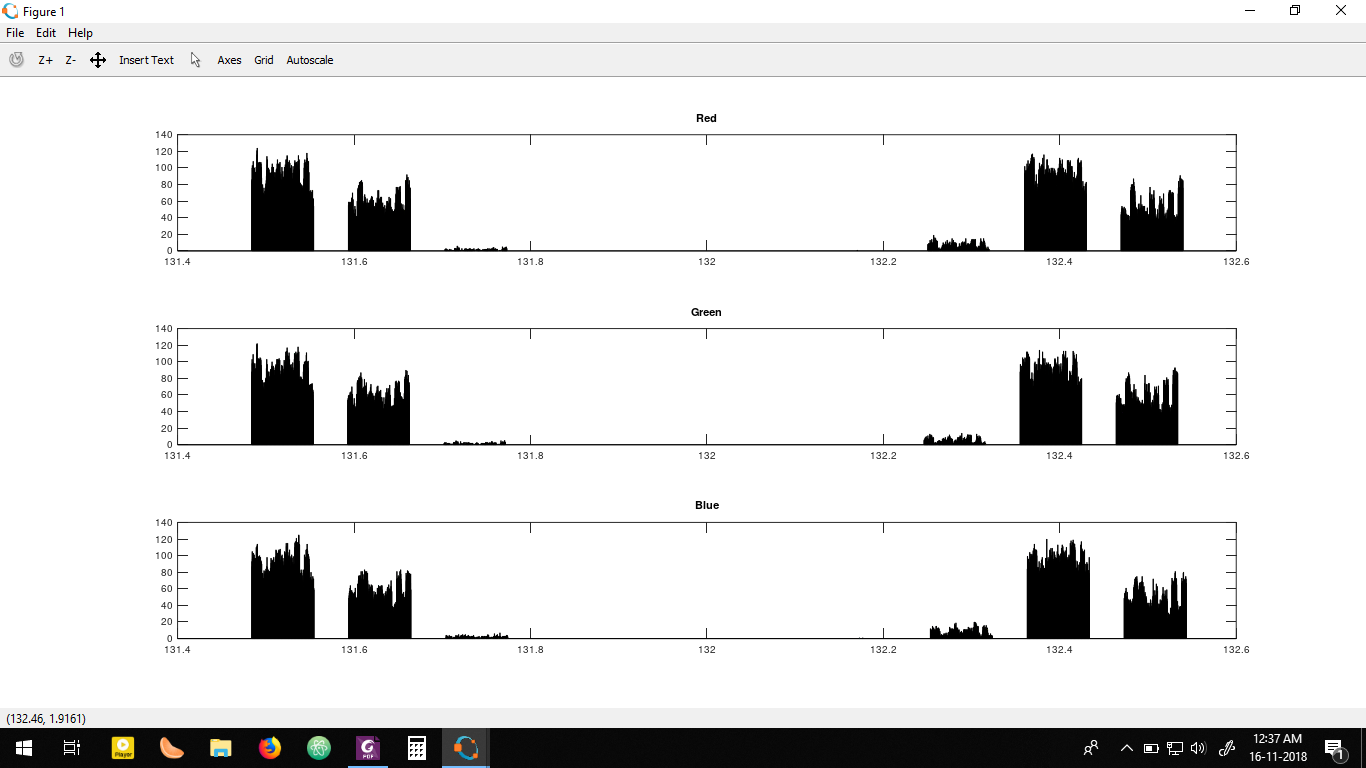 Figure 1
File Edit Help
Z+ Z- Insert Text Axes Grid Autoscale
Red
140
120
100
80
60
40
20
0
131.4 131.6 131.8 132 132.2 132.4 132.6
Green
140
120
100
80
60
40
20
0
131.4 131.6 131.8 132 132.2 132.4 132.6
Blue
140
120
100
80
60
40
20
0
131.4 131.6 131.8 132 132.2 132.4 132.6
(132.46, 1.9161)
Player
PDF
12:37 AM
16-11-2018
1